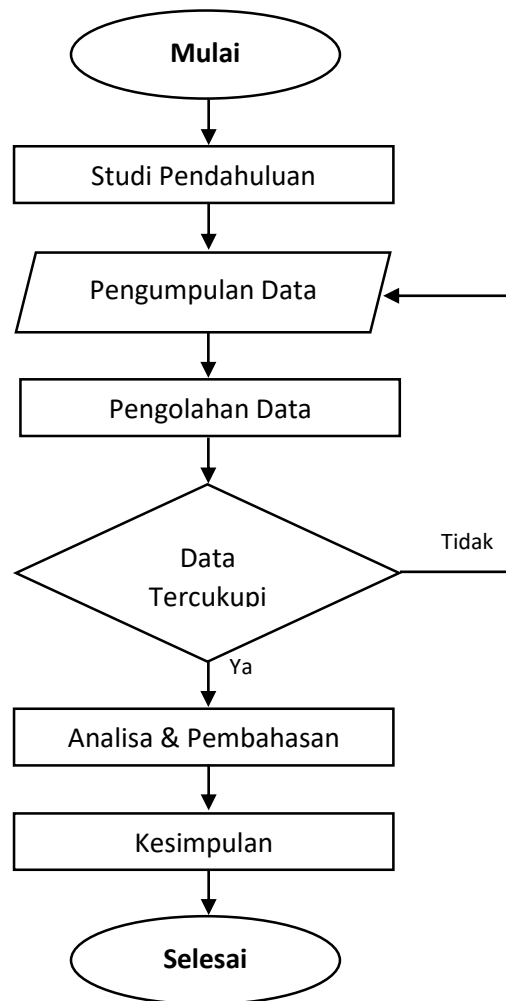 Mulai
Studi Pendahuluan
Pengumpulan Data
Pengolahan Data
Data
Tercukupi
Tidak
Ya
Analisa & Pembahasan
Kesimpulan
Selesai